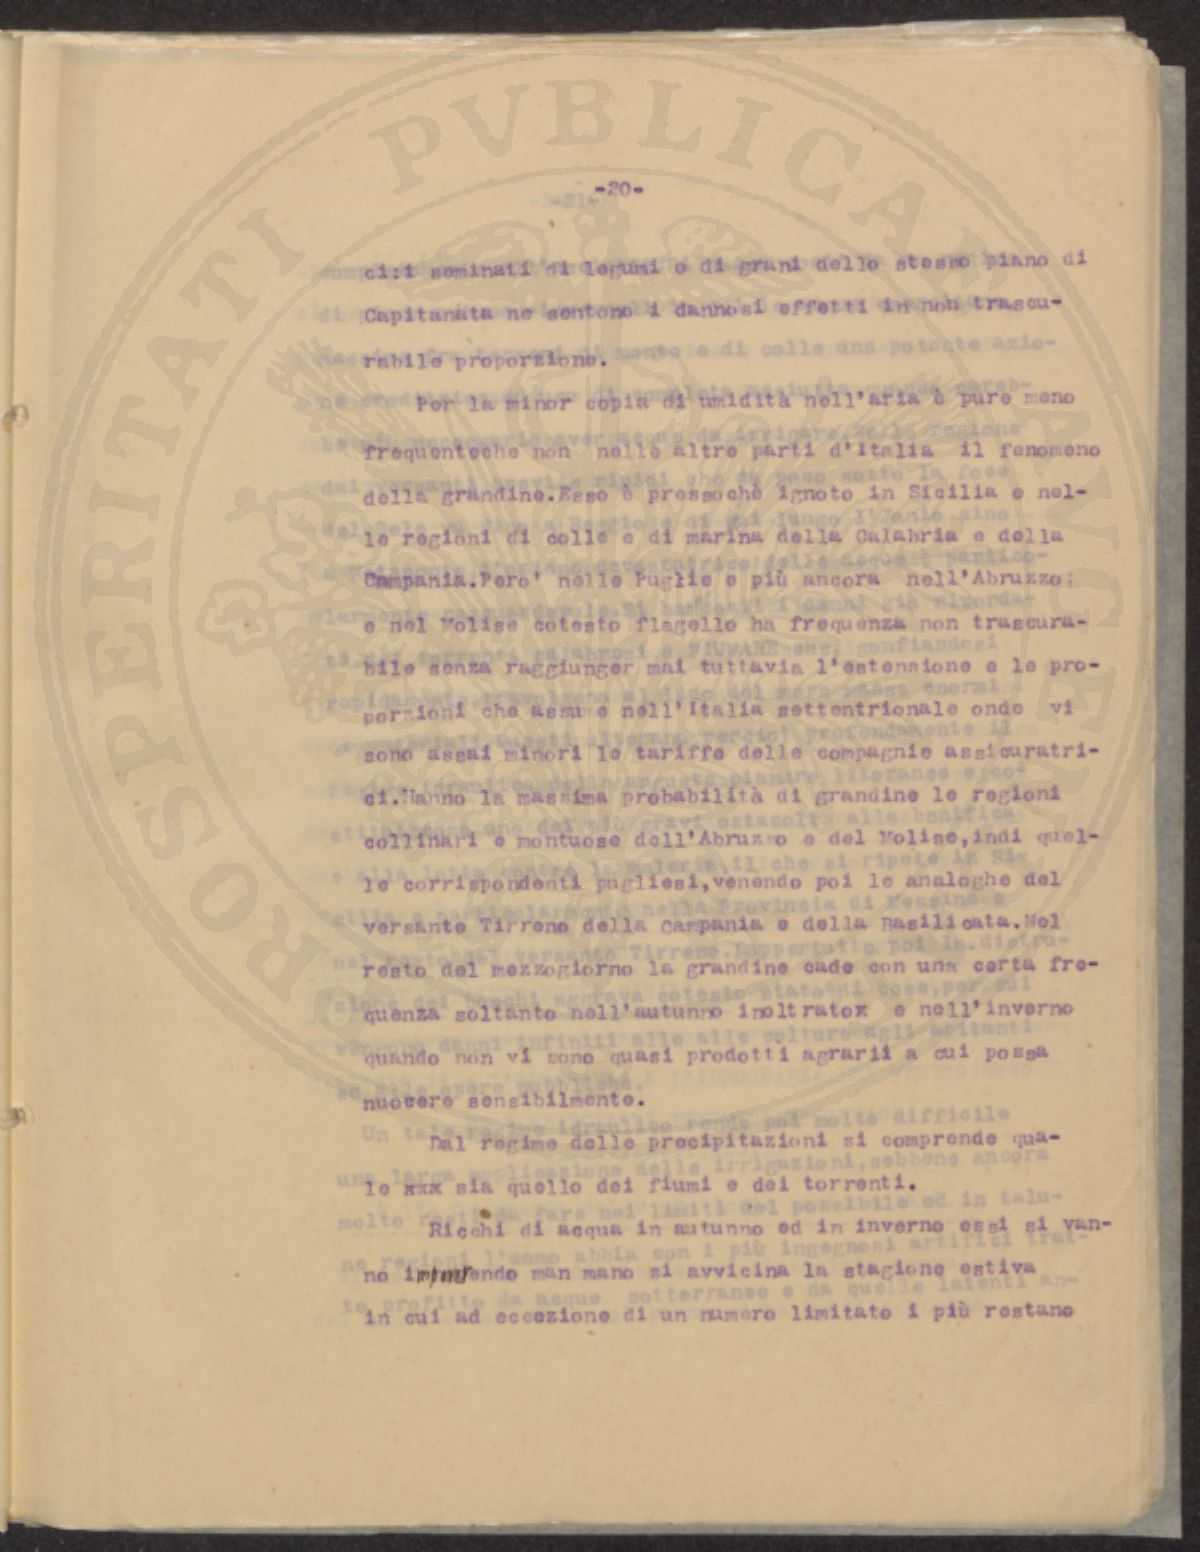 PROSPERITATI PVBLICAE AVGENDAE
-20-
ci:i seminati di legumi e di grani dello stesso piano di
Capitanata ne sentono i dannosi effetti in non trascu-
rabile proporzione.
Per la minor copia di umidità nell'aria è pure meno
frequenteche non nelle altre parti d'Italia il fenomeno
della grandine.Esso è pressochè ignoto in Sicilia e nel-
le regioni di colle e di marina della Calabria e della
Campania.Pero' nelle Puglie e più ancora nell'Abruzzo;
e nel Molise cotesto flagello ha frequenza non trascura-
bile senza raggiunger mai tuttavia l'estensione e le pro-
porzioni che assume nell'Italia settentrionale onde vi
sono assai minori le tariffe delle compagnie assicuratri-
ci.Hanno la massima probabilità di grandine le regioni
collinari e montuose dell'Abruzzo e del Molise,indi quel-
le corrispondenti pugliesi,venendo poi le analoghe del
versante Tirreno della Campania e della Basilicata.Nel
resto del mezzogiorno la grandine cade con una certa fre-
quenza soltanto nell'autunno inoltratox e nell'inverno
quando non vi sono quasi prodotti agrarii a cui possa
nuocere sensibilmente.
Dal regime delle precipitazioni si comprende qua-
le xxx sia quello dei fiumi e dei torrenti.
Ricchi di acqua in autunno ed in inverno essi si van-
no man mano si avvicina la stagione estiva
in cui ad eccezione di un numero limitato i più restano